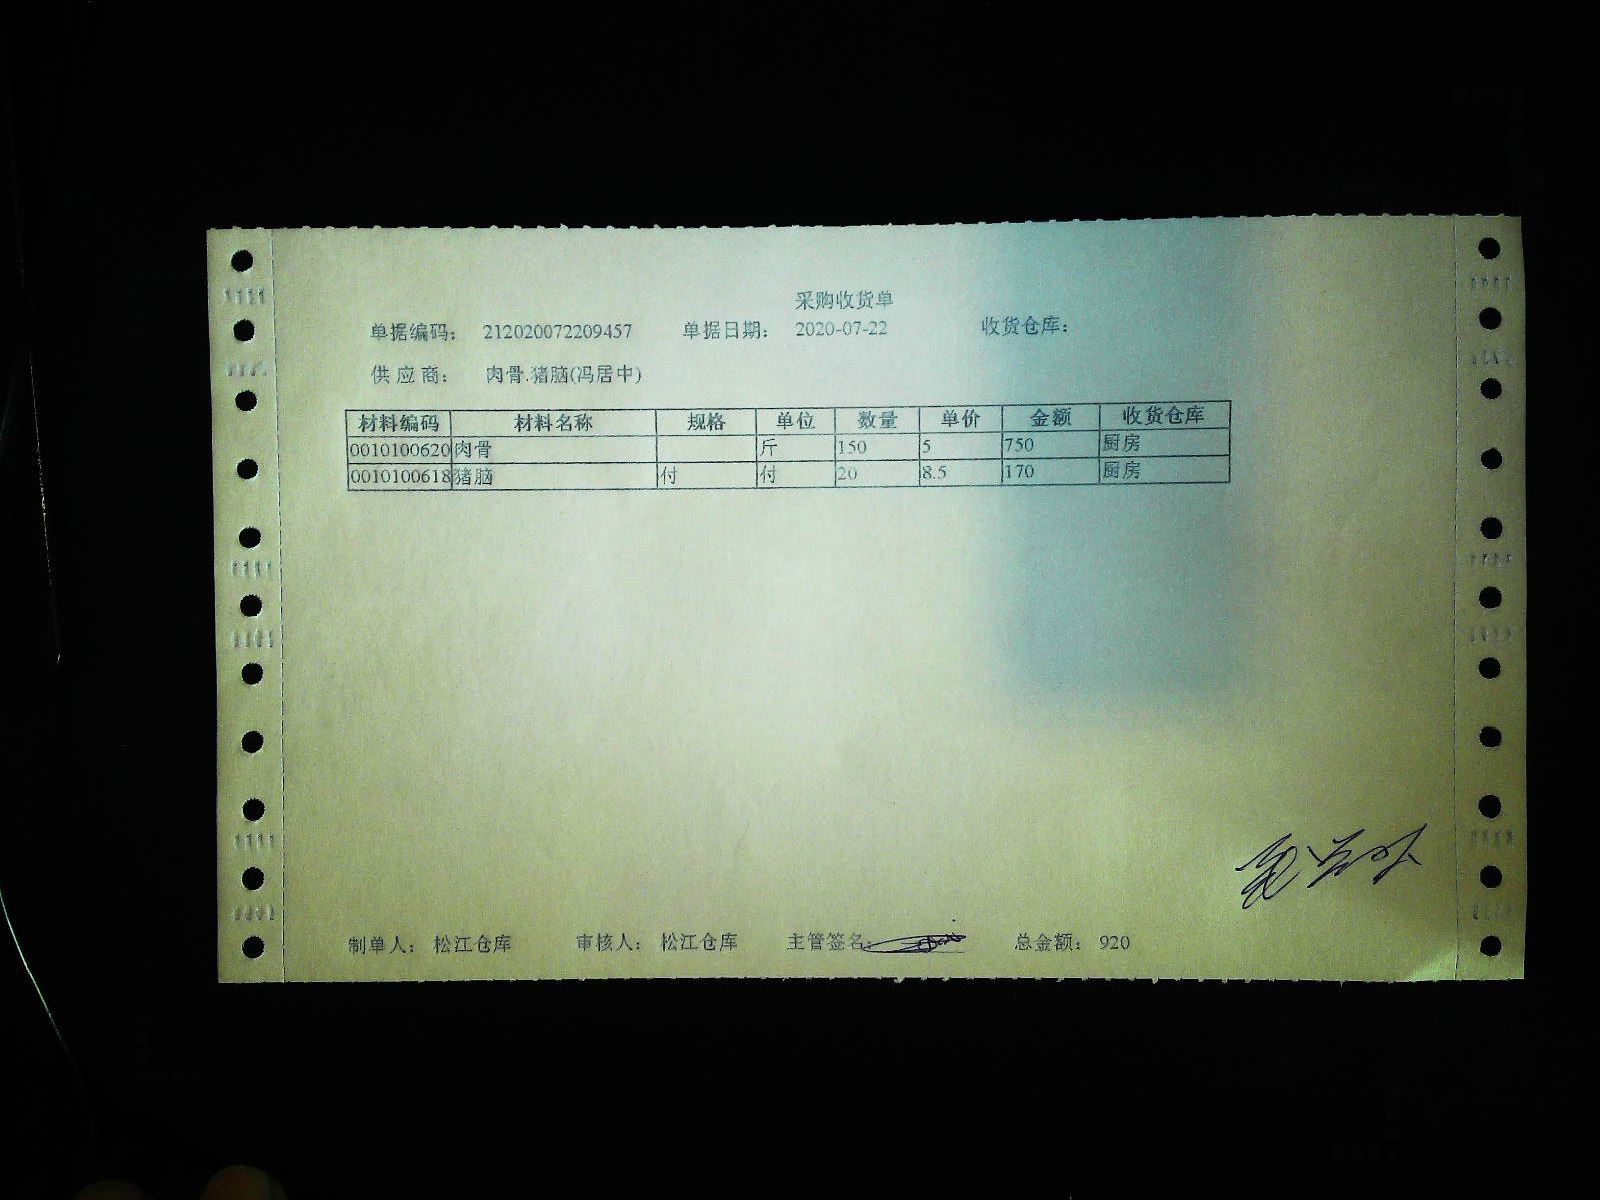 采购收货单
单据编码： 212020072209457 单据日期： 2020-07-22 收货仓库：
供应商： 肉骨.猪脑(冯居中)
材料编码 材料名称 规格 单位 数量 单价 金额 收货仓库
0010100620 肉骨 斤 150 5 750 厨房
0010100618 猪脑 付 付 20 8.5 170 厨房
制单人： 松江仓库 审核人： 松江仓库 主管签名： 总金额： 920